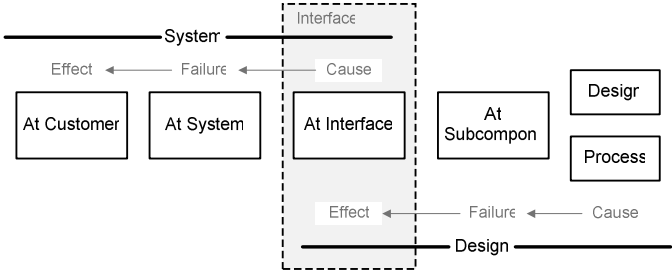 Interface
System
Effect Failure Cause
At Customer
At System
At Interface
At
Subcompon
Design
Process
Effect Failure Cause
Design